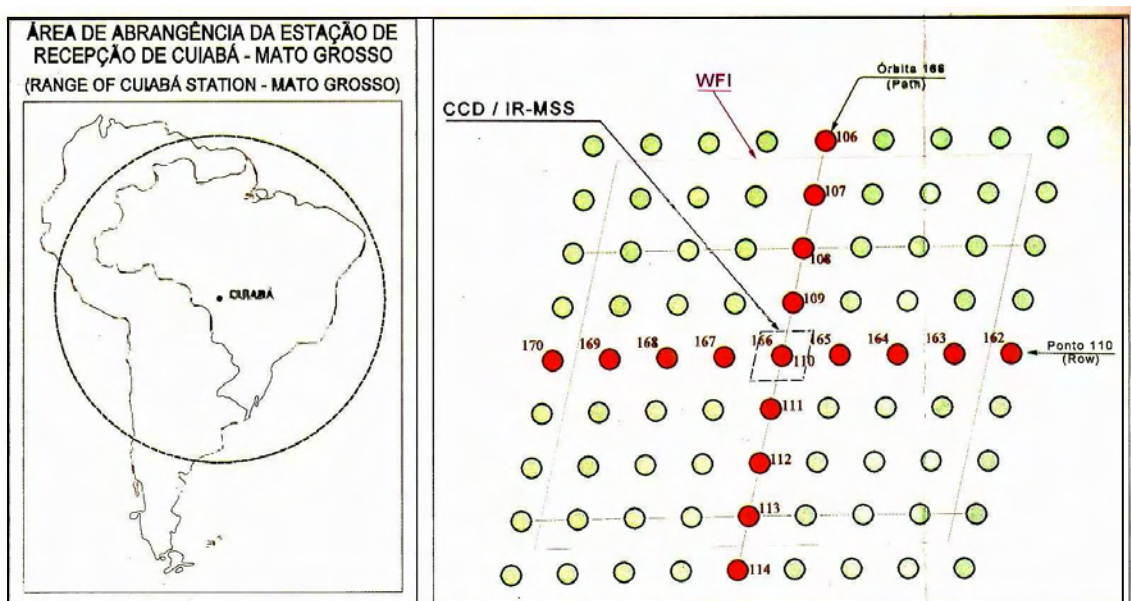 ÁREA DE ABRANGÊNCIA DA ESTAÇÃO DE
RECEPÇÃO DE CUIABÁ - MATO GROSSO
(RANGE OF CUIABÁ STATION - MATO GROSSO)
CUIABÁ
WFI
CCD / IR-MSS
Órbita 166
(Path)
106
107
108
109
170 169 168 167 166 165 164 163 162
110
Ponto 110
(Row)
111
112
113
114